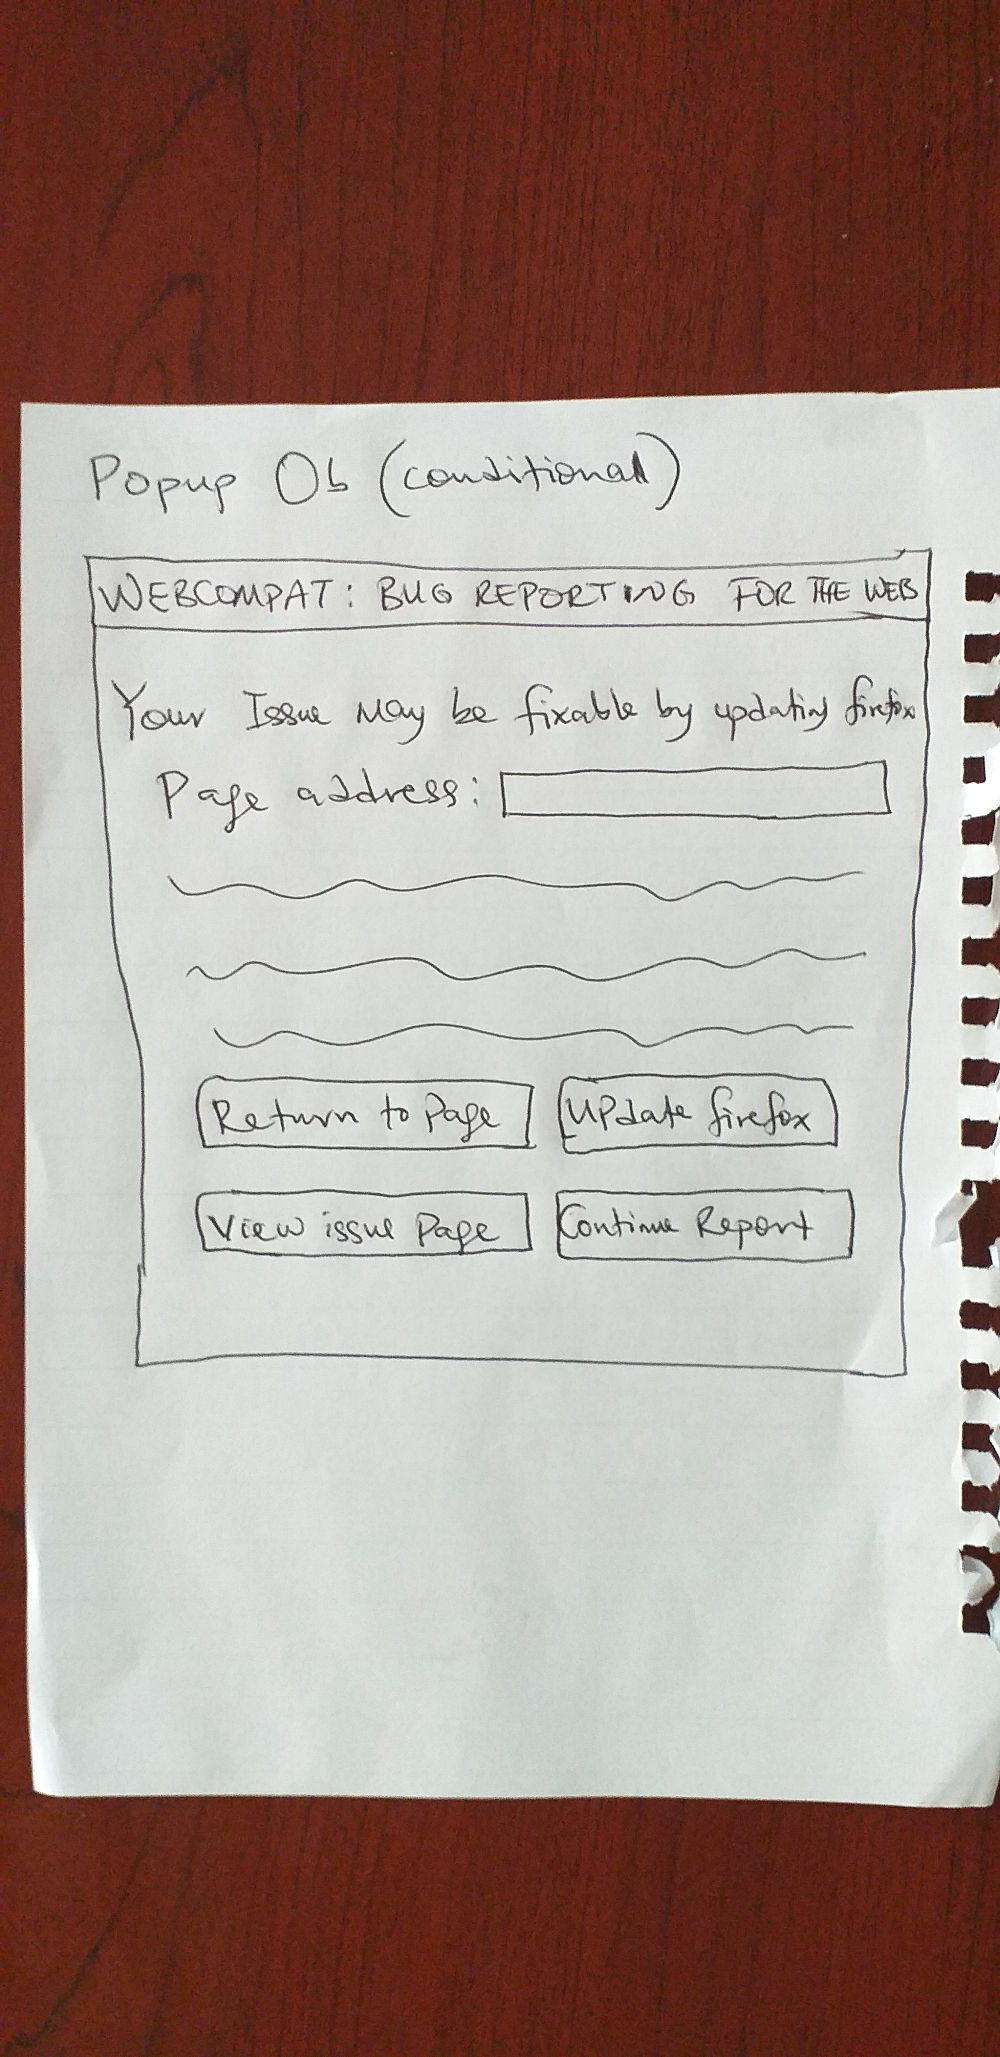 Popup 0b (conditional)
WEBCOMPAT: BUG REPORTING FOR THE WEB
Your Issue May be fixable by updating firefox
Page address:
Return to Page
UPdate firefox
View issue Page
Continue Report